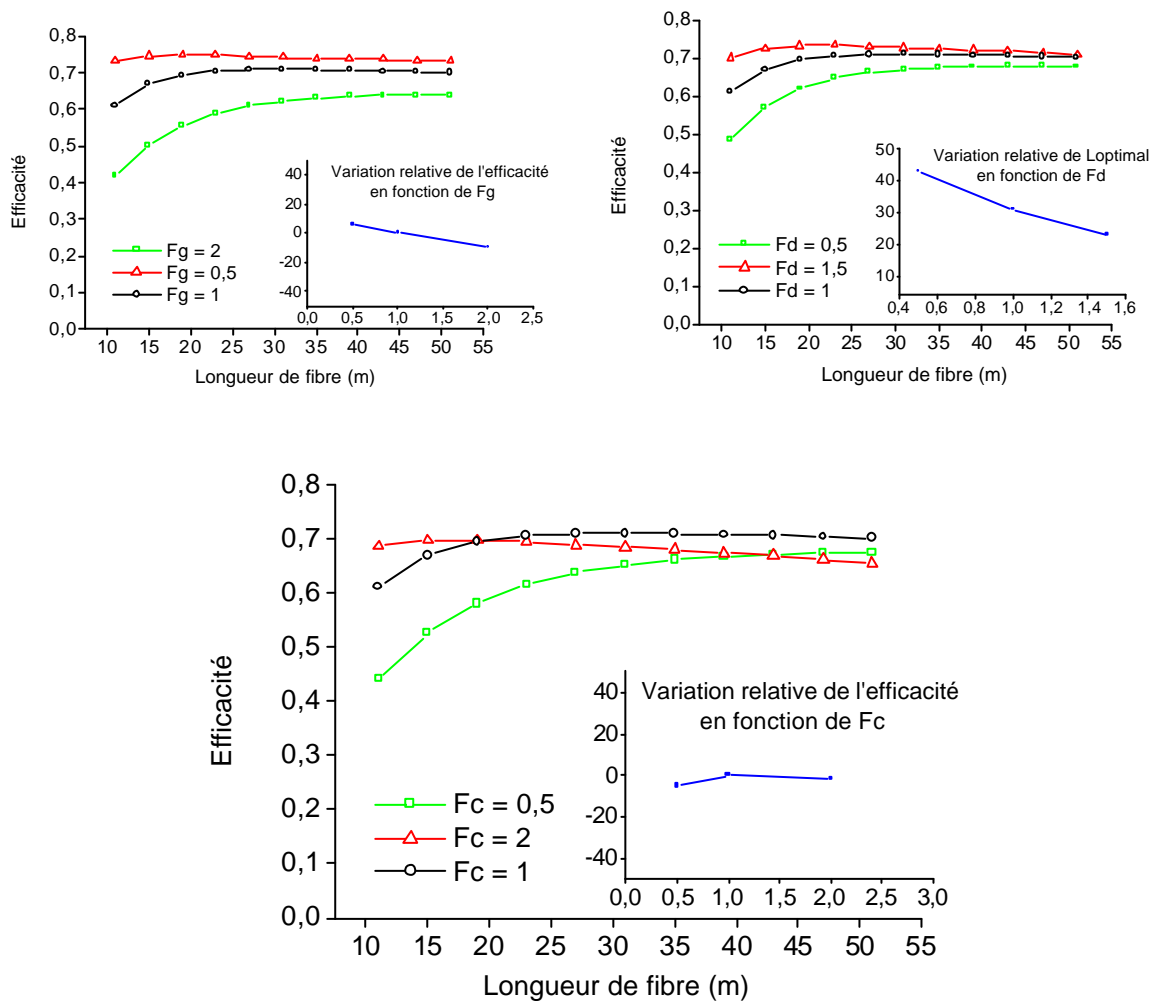 0,8
0,7
0,6
0,5
0,4
0,3
0,2
0,1
0,0
Efficacité
10 15 20 25 30 35 40 45 50 55
Longueur de fibre (m)
Fg = 2
Fg = 0,5
Fg = 1
Variation relative de l'efficacité
en fonction de Fg
40
20
0
-20
-40
0,0 0,5 1,0 1,5 2,0 2,5
0,8
0,7
0,6
0,5
0,4
0,3
0,2
0,1
0,0
Efficacité
10 15 20 25 30 35 40 45 50 55
Longueur de fibre (m)
Fd = 0,5
Fd = 1,5
Fd = 1
Variation relative de Loptimal
en fonction de Fd
50
40
30
20
10
0,4 0,6 0,8 1,0 1,2 1,4 1,6
0,8
0,7
0,6
0,5
0,4
0,3
0,2
0,1
0,0
Efficacité
10 15 20 25 30 35 40 45 50 55
Longueur de fibre (m)
Fc = 0,5
Fc = 2
Fc = 1
Variation relative de l'efficacité
en fonction de Fc
40
20
0
-20
-40
0,0 0,5 1,0 1,5 2,0 2,5 3,0